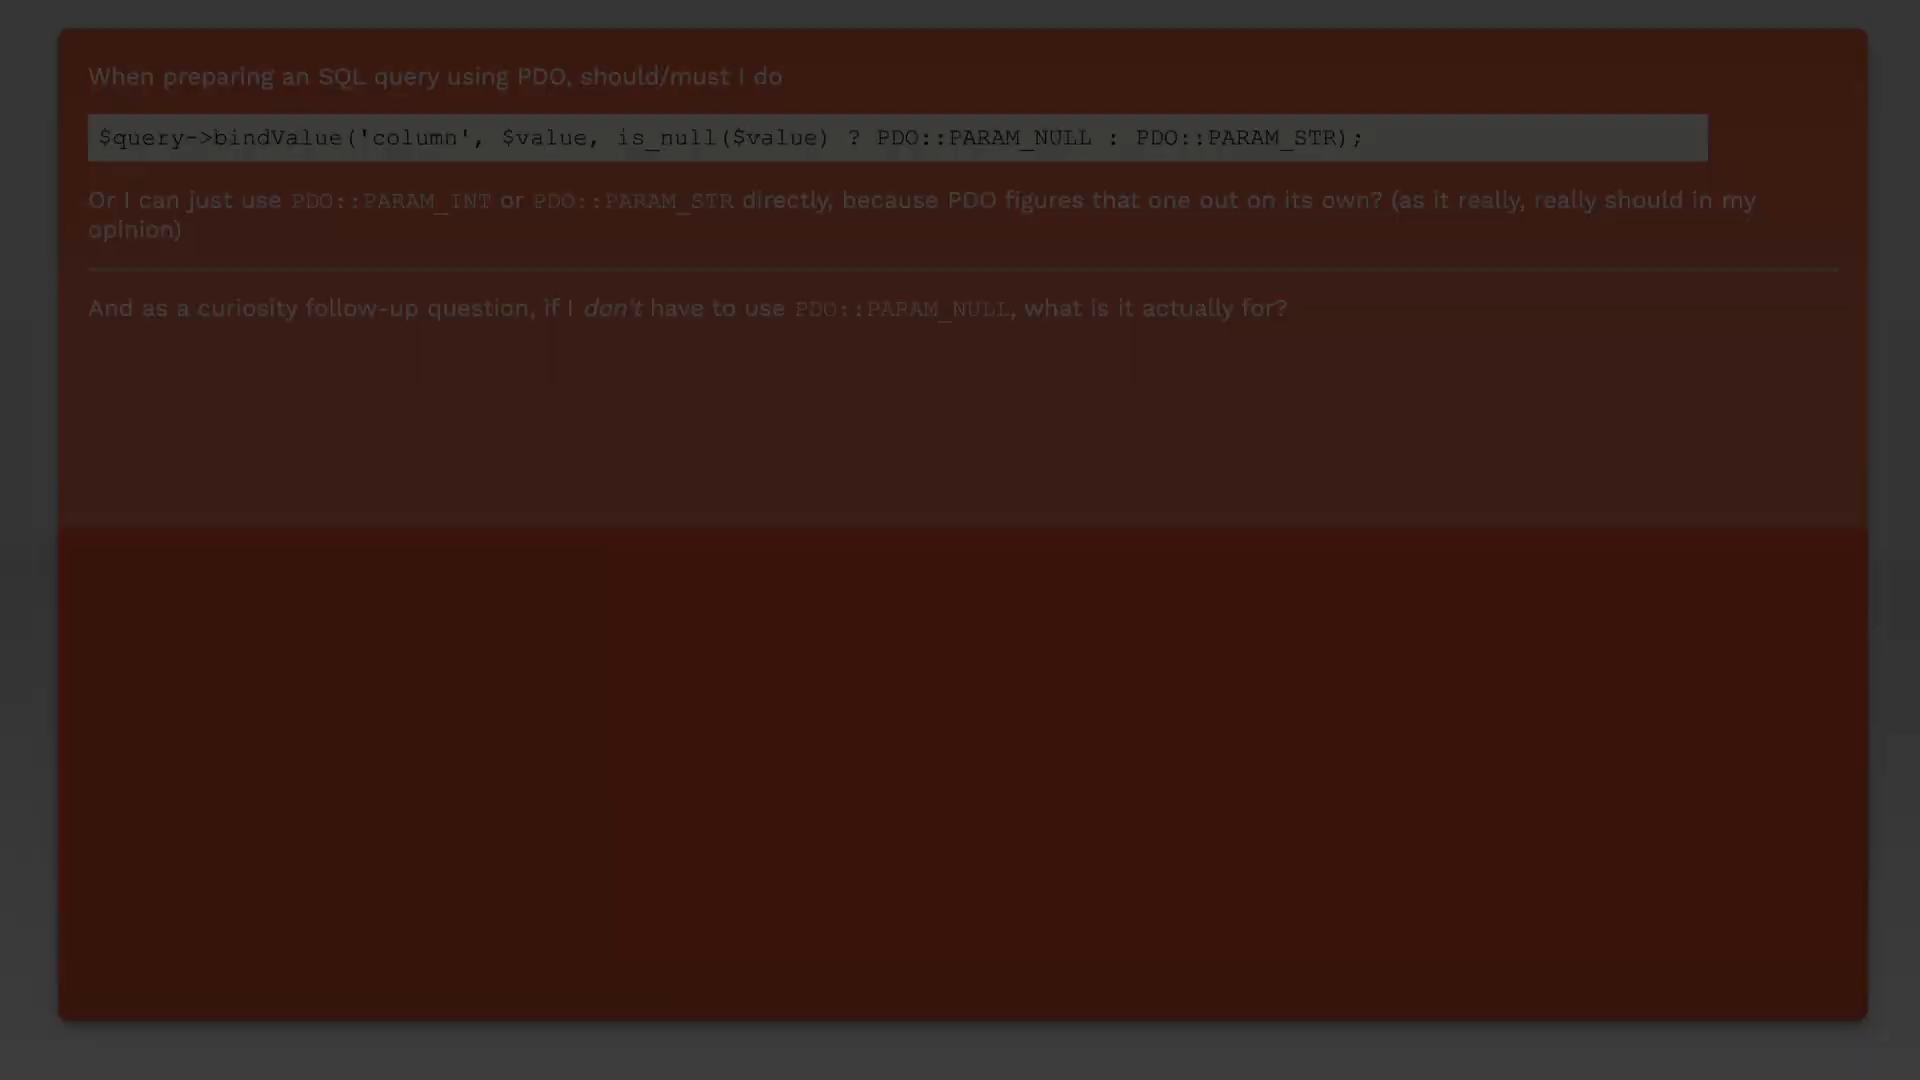 When preparing an SQL query using PDO, should/must I do
$query->bindValue('column', $value, is_null($value) ? PDO::PARAM_NULL : PDO::PARAM_STR);
Or I can just use PDO::PARAM_INT or PDO::PARAM_STR directly, because PDO figures that one out on its own? (as it really, really should in my
opinion)
And as a curiosity follow-up question, if I don't have to use PDO::PARAM_NULL, what is it actually for?